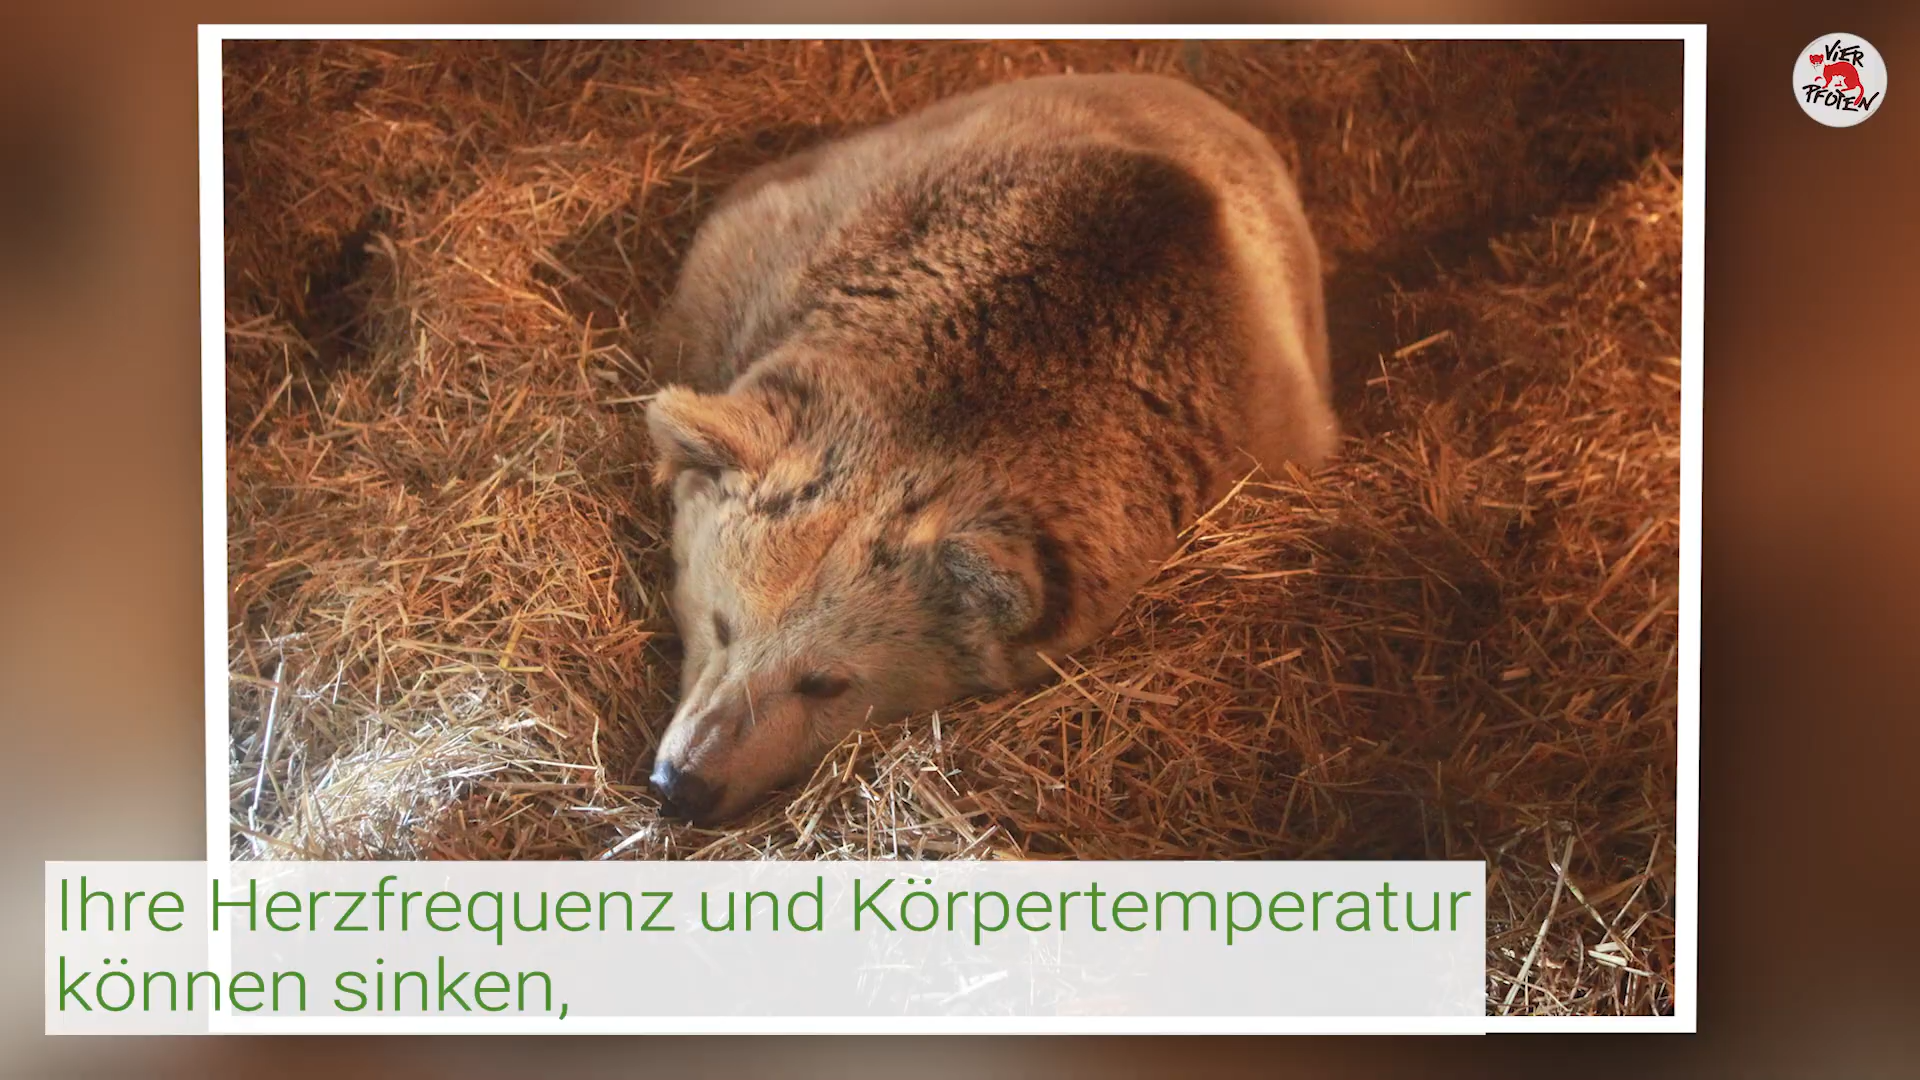 VIER
PFOTEN
Ihre Herzfrequenz und Körpertemperatur
können sinken,